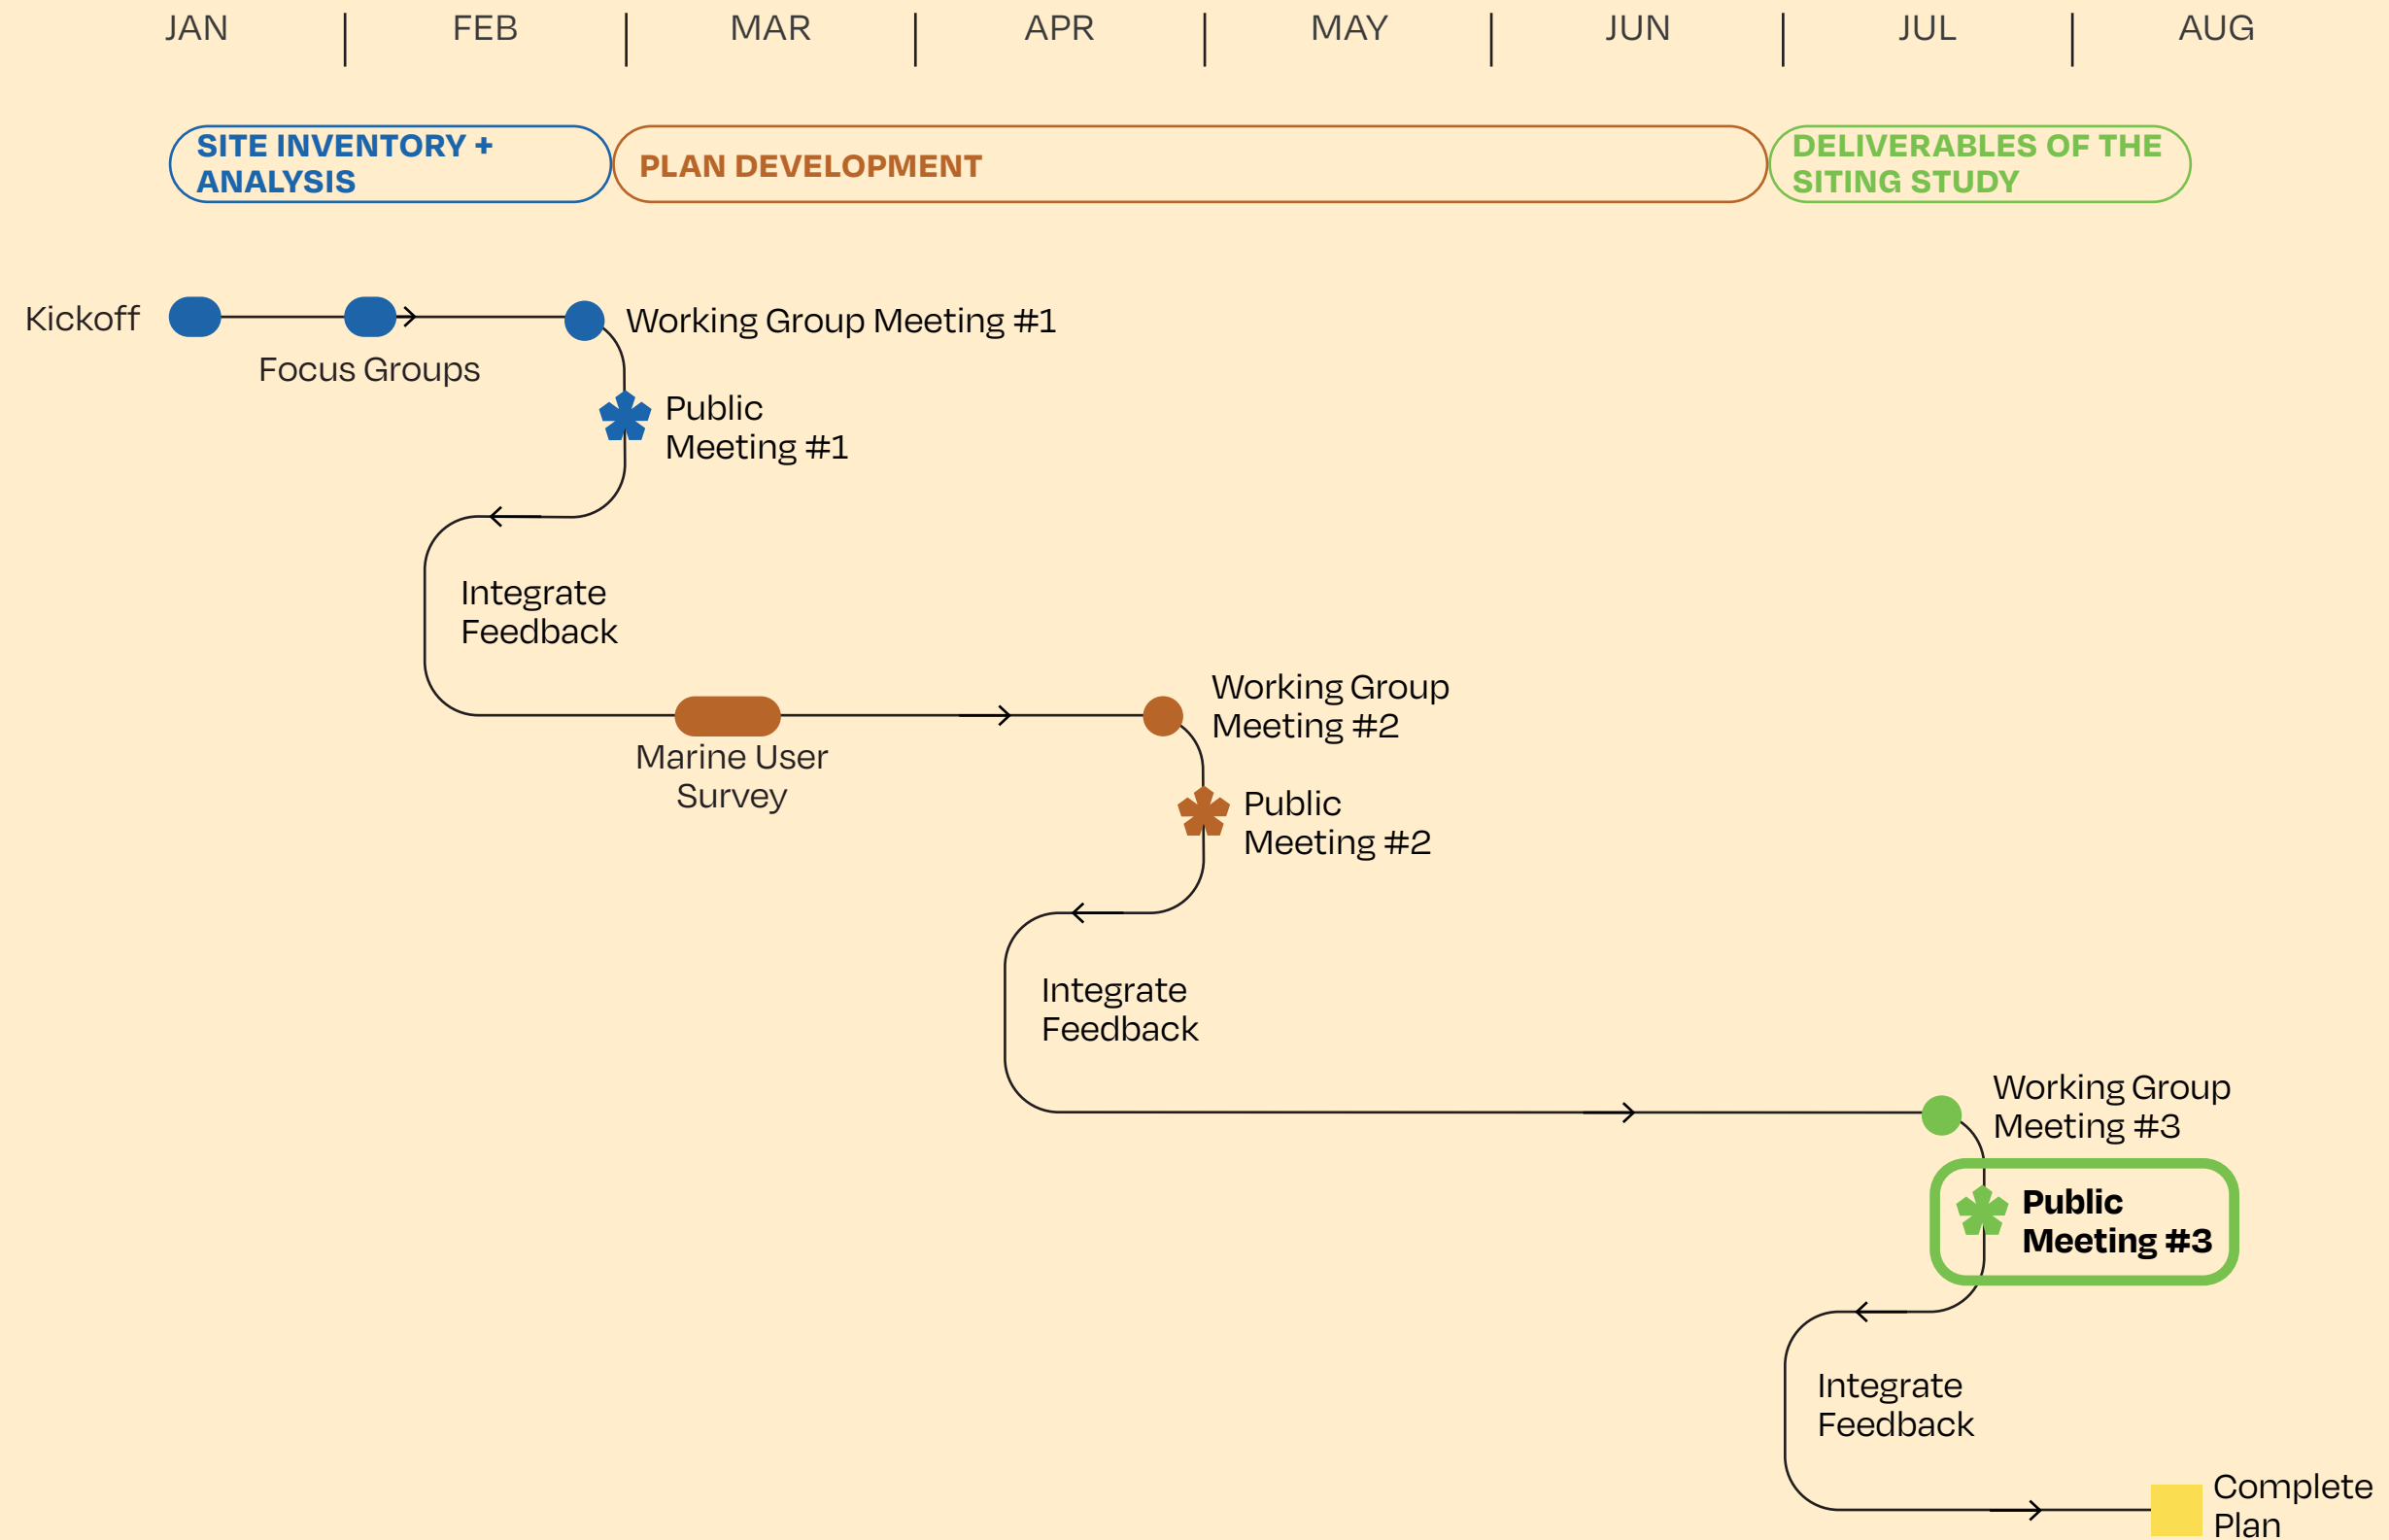 JAN
FEB
MAR
APR
MAY
JUN
JUL
AUG
SITE INVENTORY +
ANALYSIS
PLAN DEVELOPMENT
DELIVERABLES OF THE
SITING STUDY
Kickoff
Focus Groups
Working Group Meeting #1
Public
Meeting #1
Integrate
Feedback
Marine User
Survey
Working Group
Meeting #2
Public
Meeting #2
Integrate
Feedback
Working Group
Meeting #3
Public
Meeting #3
Integrate
Feedback
Complete
Plan